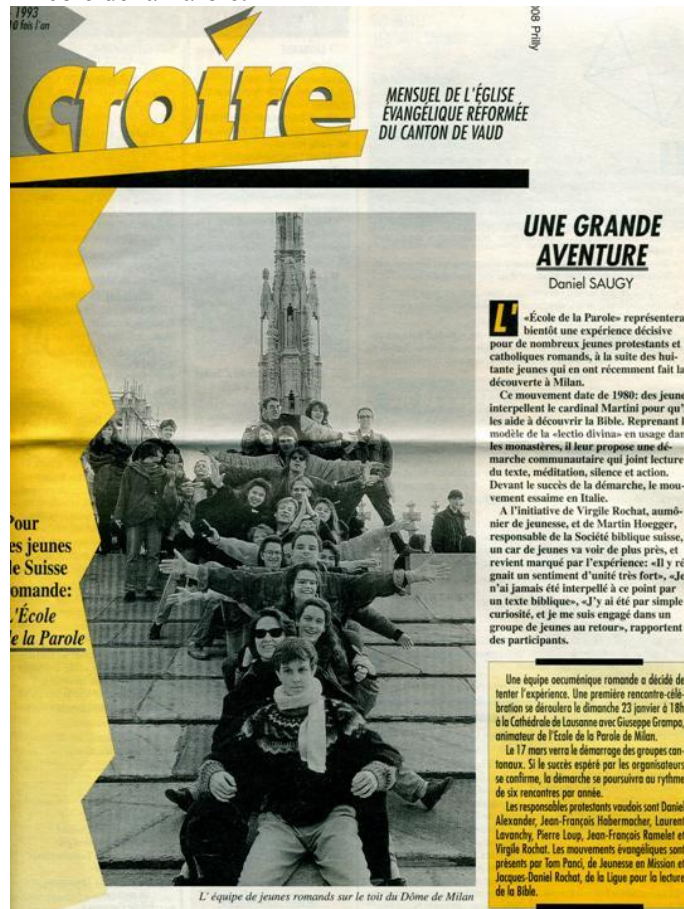 1993
10 fois l'an
008 Prilly
croire
MENSUEL DE L'ÉGLISE
ÉVANGÉLIQUE RÉFORMÉE
DU CANTON DE VAUD
Pour
es jeunes
de Suisse
omande:
L'École
de la Parole
UNE GRANDE
AVENTURE
Daniel SAUGY
L' «École de la Parole» représentera
bientôt une expérience décisive
pour de nombreux jeunes protestants et
catholiques romands, à la suite des hui-
tante jeunes qui en ont récemment fait la
découverte à Milan.
Ce mouvement date de 1980: des jeune
interpellent le cardinal Martini pour qu'
les aide à découvrir la Bible. Reprenant l
modèle de la «lectio divina» en usage dan
les monastères, il leur propose une dé-
marche communautaire qui joint lecture
du texte, méditation, silence et action.
Devant le succès de la démarche, le mou-
vement essaime en Italie.
A l'initiative de Virgile Rochat, aumô-
nier de jeunesse, et de Martin Hoegger,
responsable de la Société biblique suisse,
un car de jeunes va voir de plus près, et
revient marqué par l'expérience: «Il y ré
gnait un sentiment d'unité très fort», «Je
n'ai jamais été interpellé à ce point par
un texte biblique», «J'y ai été par simple
curiosité, et je me suis engagé dans un
groupe de jeunes au retour», rapportent
des participants.
Une équipe oecuménique romande a décidé de
tenter l'expérience. Une première rencontre-célé-
bration se déroulera le dimanche 23 janvier à 18h
à la Cathédrale de Lausanne avec Giuseppe Grampa,
animateur de l'Ecole de la Parole de Milan.
Le 17 mars verra le démarrage des groupes can-
tonaux. Si le succès espéré par les organisateurs
se confirme, la démarche se poursuivra au rythme
de six rencontres par année.
Les responsables protestants vaudois sont Daniel
Alexander, Jean-François Habermacher, Laurent
Lavanchy, Pierre Loup, Jean-François Ramelet et
Virgile Rochat. Les mouvements évangéliques sont
présents par Tom Panci, de Jeunesse en Mission et
Jacques-Daniel Rochat, de la Ligue pour la lecture
de la Bible.
L' équipe de jeunes romands sur le toit du Dôme de Milan